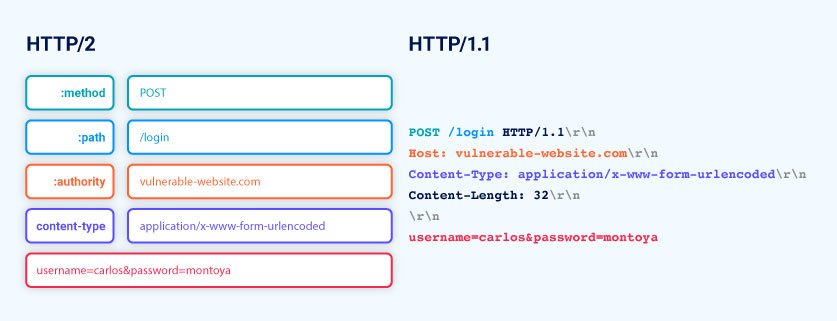 HTTP/2
:method POST
:path /login
:authority vulnerable-website.com
content-type application/x-www-form-urlencoded
username=carlos&password=montoya
HTTP/1.1
POST /login HTTP/1.1\r\n
Host: vulnerable-website.com\r\n
Content-Type: application/x-www-form-urlencoded\r\n
Content-Length: 32\r\n
\r\n
username=carlos&password=montoya